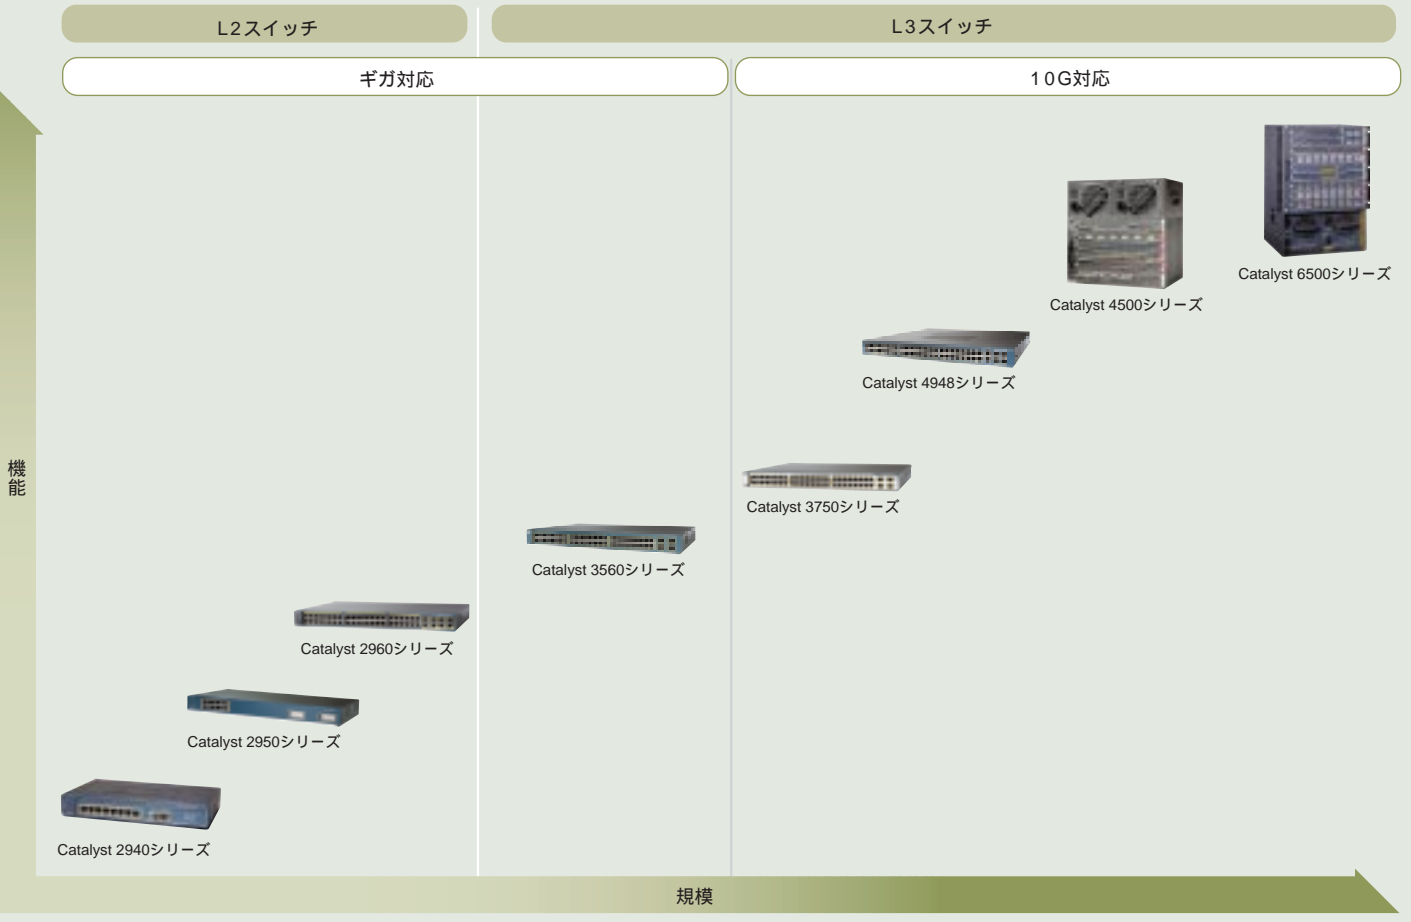 L2スイッチ
L3スイッチ
ギガ対応
10G対応
Catalyst 6500シリーズ
Catalyst 4500シリーズ
Catalyst 4948シリーズ
機能
Catalyst 3750シリーズ
Catalyst 3560シリーズ
Catalyst 2960シリーズ
Catalyst 2950シリーズ
Catalyst 2940シリーズ
規模